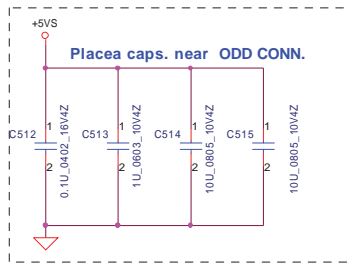 +5VS
Placea caps. near ODD CONN.
C512
1
2
0.1U_0402_16V4Z
C513
1
2
1U_0603_10V4Z
C514
1
2
10U_0805_10V4Z
C515
1
2
10U_0805_10V4Z